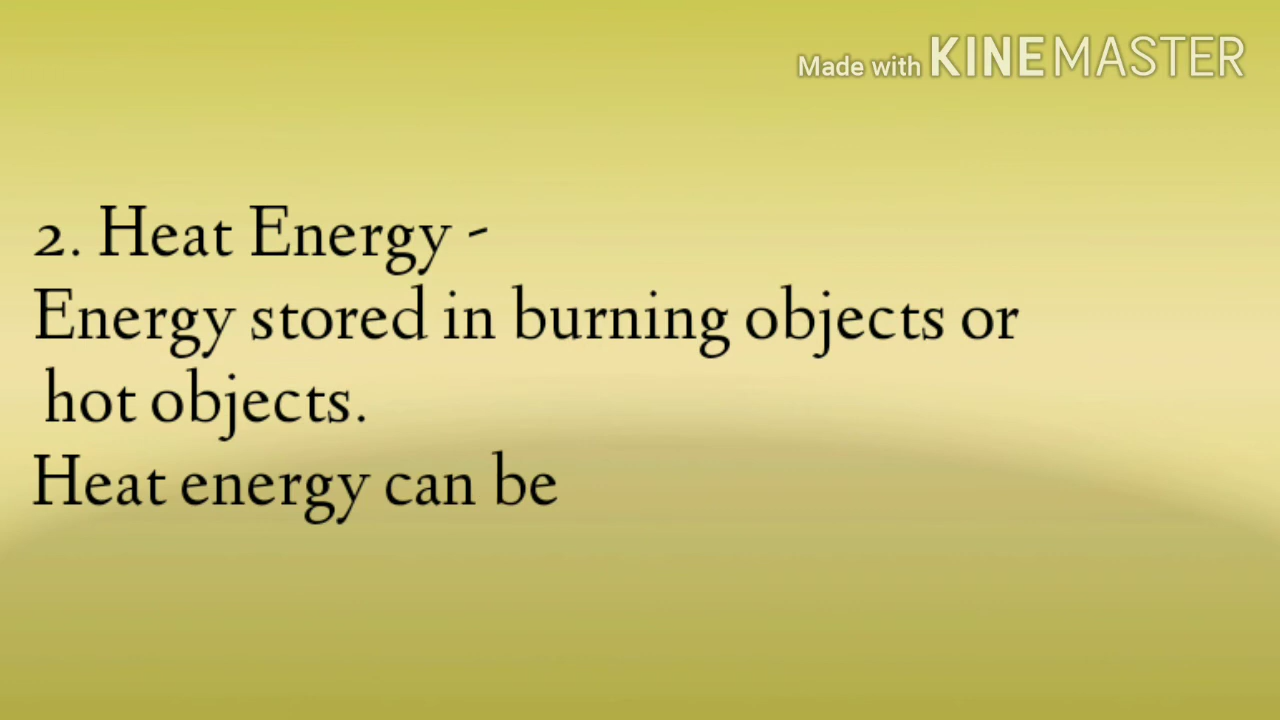 Made with KINEMASTER
2. Heat Energy -
Energy stored in burning objects or
hot objects.
Heat energy can be